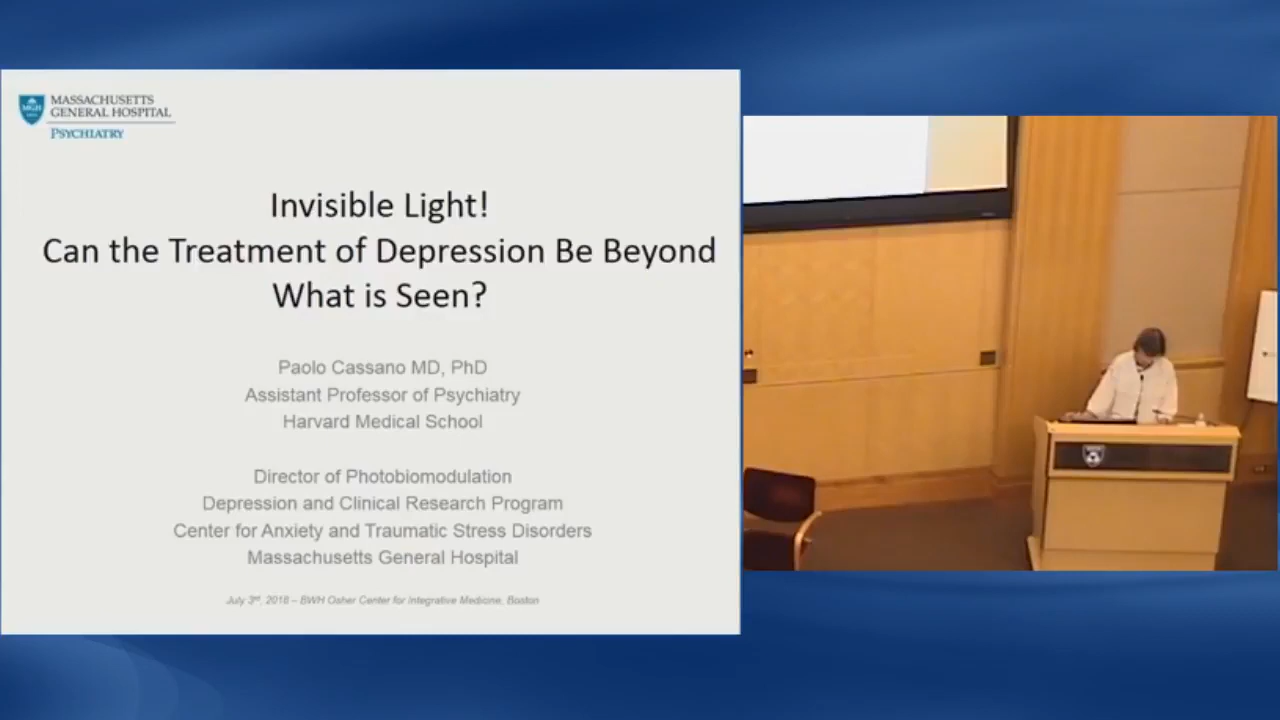 MASSACHUSETTS
GENERAL HOSPITAL
PSYCHIATRY
Invisible Light!
Can the Treatment of Depression Be Beyond
What is Seen?
Paolo Cassano MD, PhD
Assistant Professor of Psychiatry
Harvard Medical School
Director of Photobiomodulation
Depression and Clinical Research Program
Center for Anxiety and Traumatic Stress Disorders
Massachusetts General Hospital
July 3rd, 2018 – BWH Osher Center for Integrative Medicine, Boston